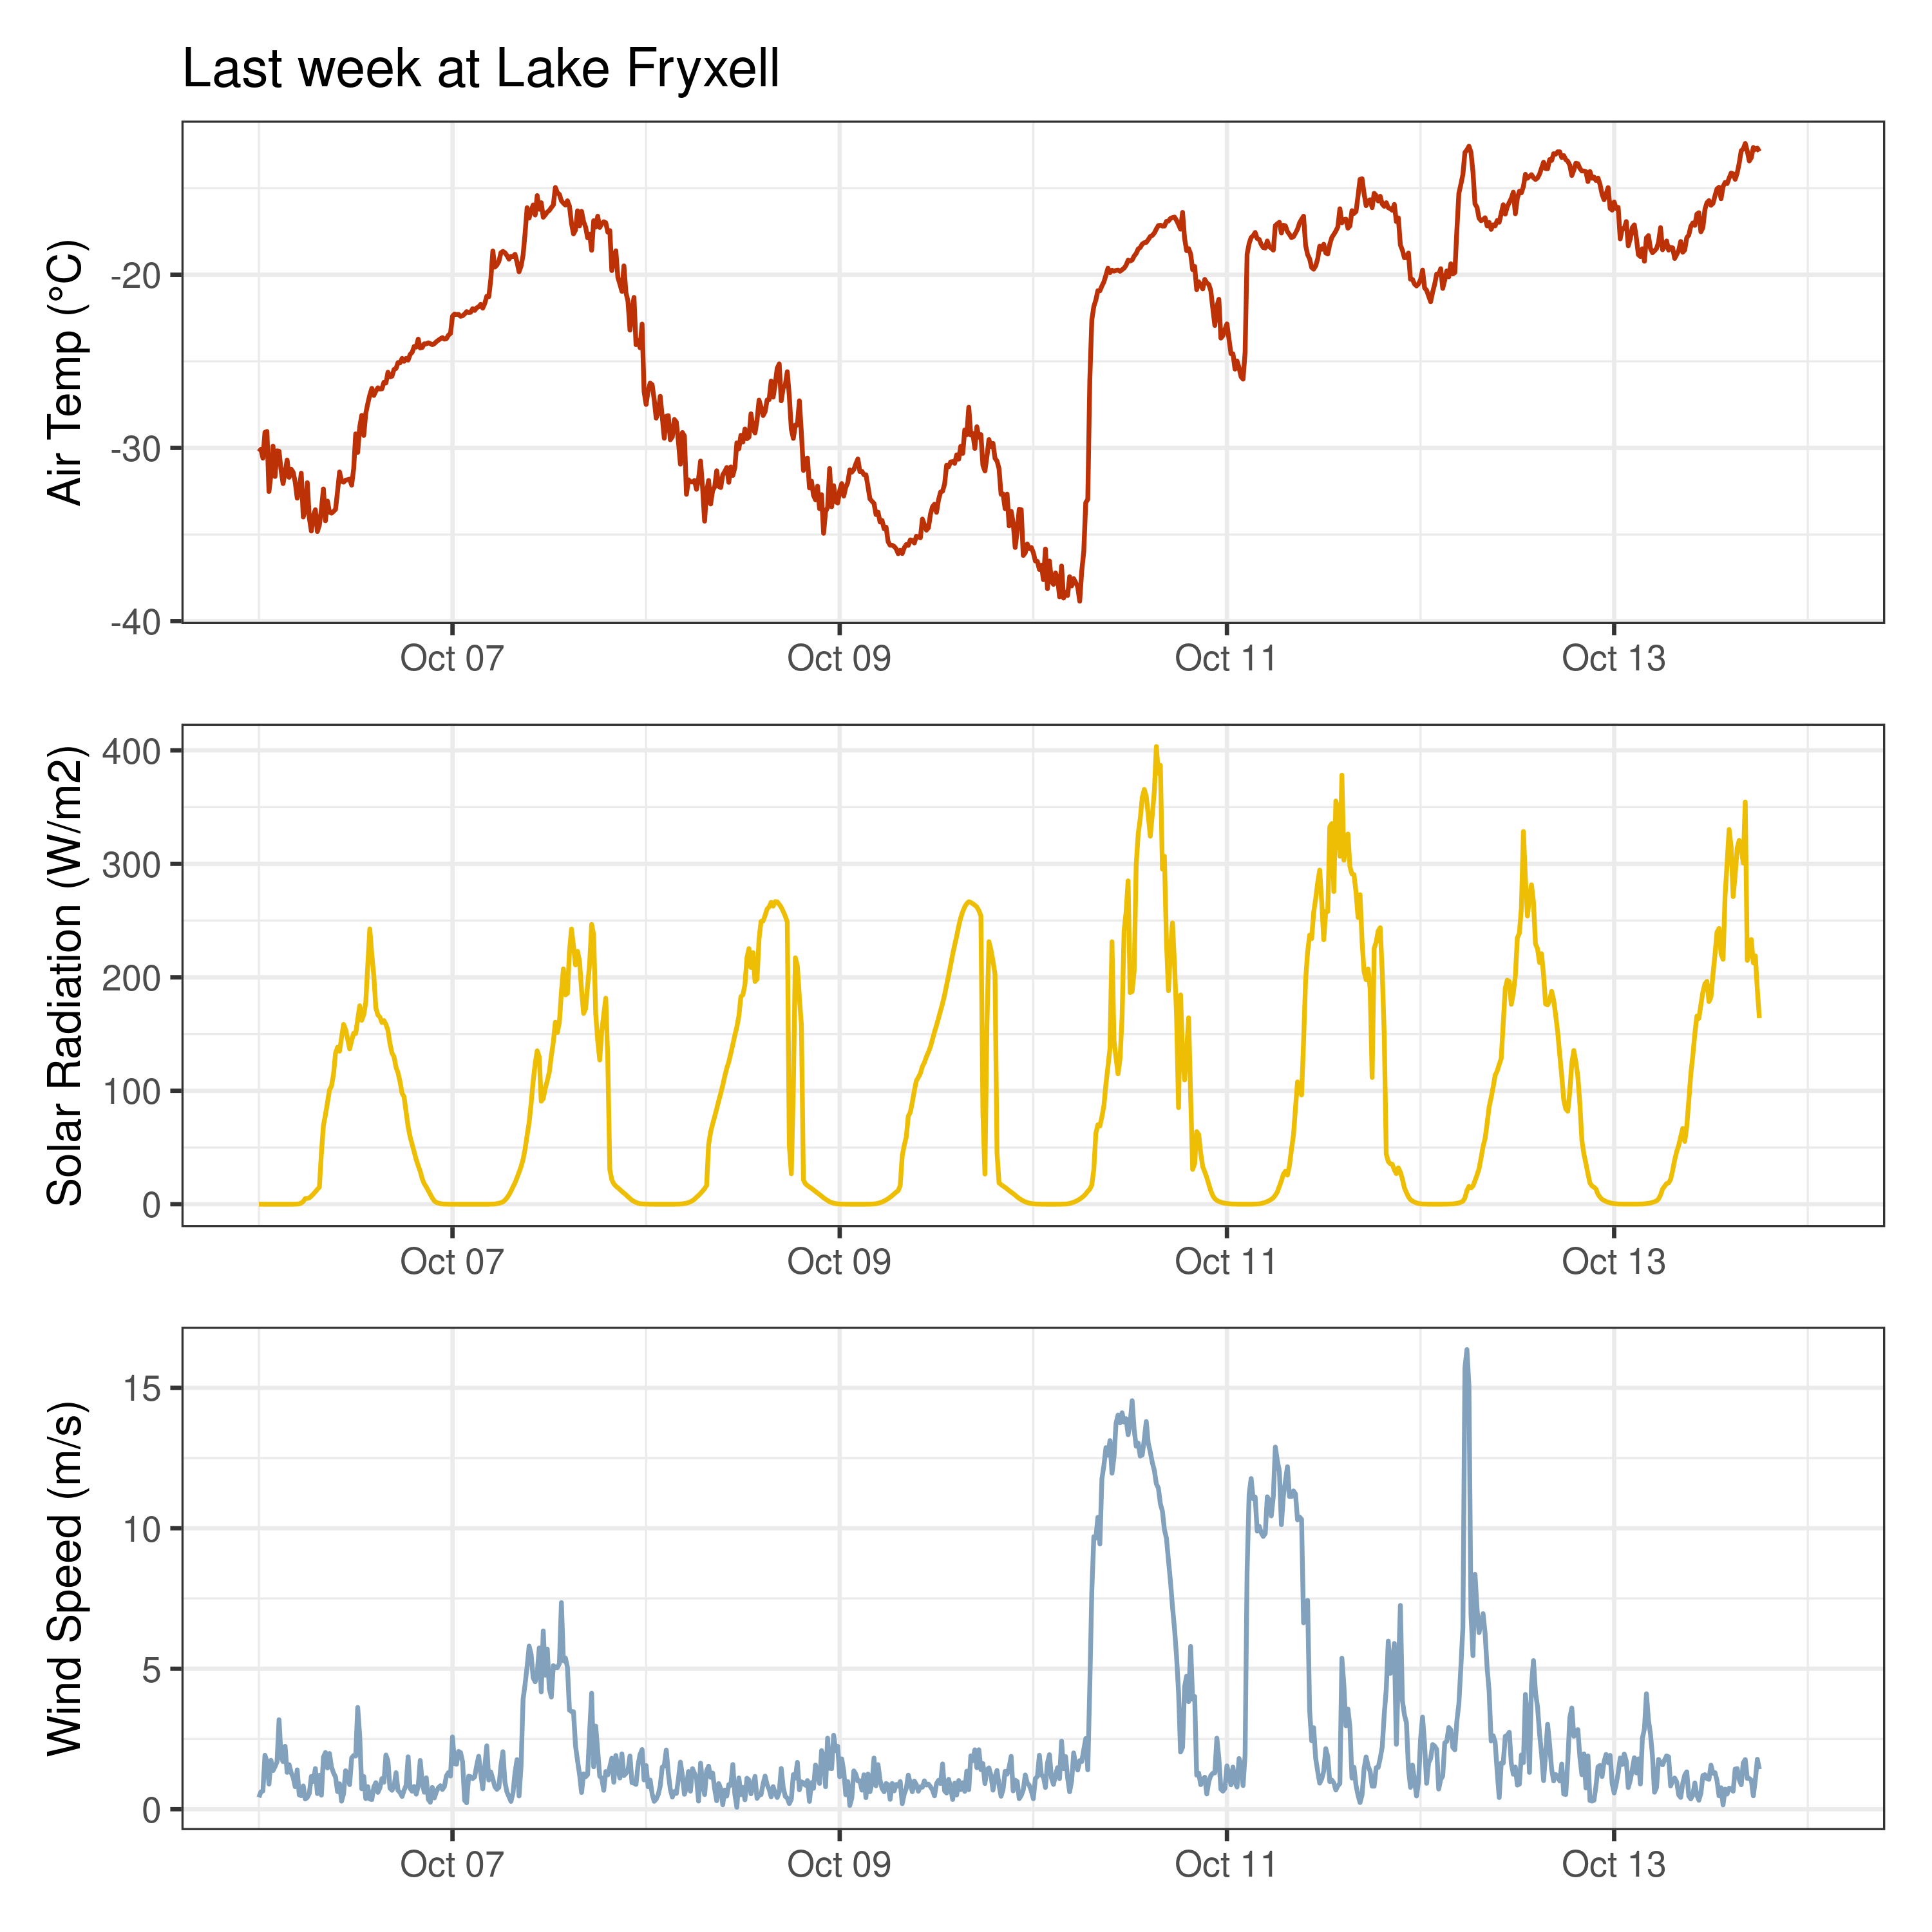 Last week at Lake Fryxell
Air Temp (°C)
-20
-30
-40
Oct 07 Oct 09 Oct 11 Oct 13
Solar Radiation (W/m2)
400
300
200
100
0
Oct 07 Oct 09 Oct 11 Oct 13
Wind Speed (m/s)
15
10
5
0
Oct 07 Oct 09 Oct 11 Oct 13